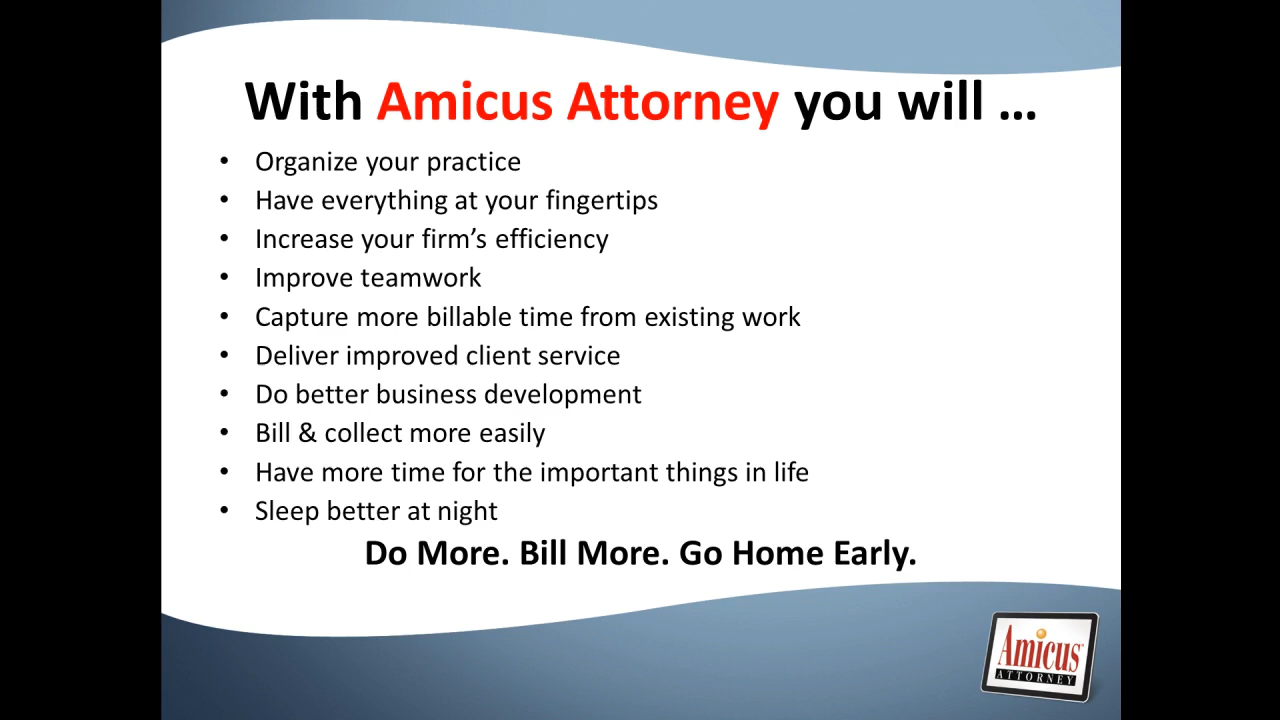 With Amicus Attorney you will ...
• Organize your practice
• Have everything at your fingertips
• Increase your firm’s efficiency
• Improve teamwork
• Capture more billable time from existing work
• Deliver improved client service
• Do better business development
• Bill & collect more easily
• Have more time for the important things in life
• Sleep better at night
Do More. Bill More. Go Home Early.
Amicus
ATTORNEY